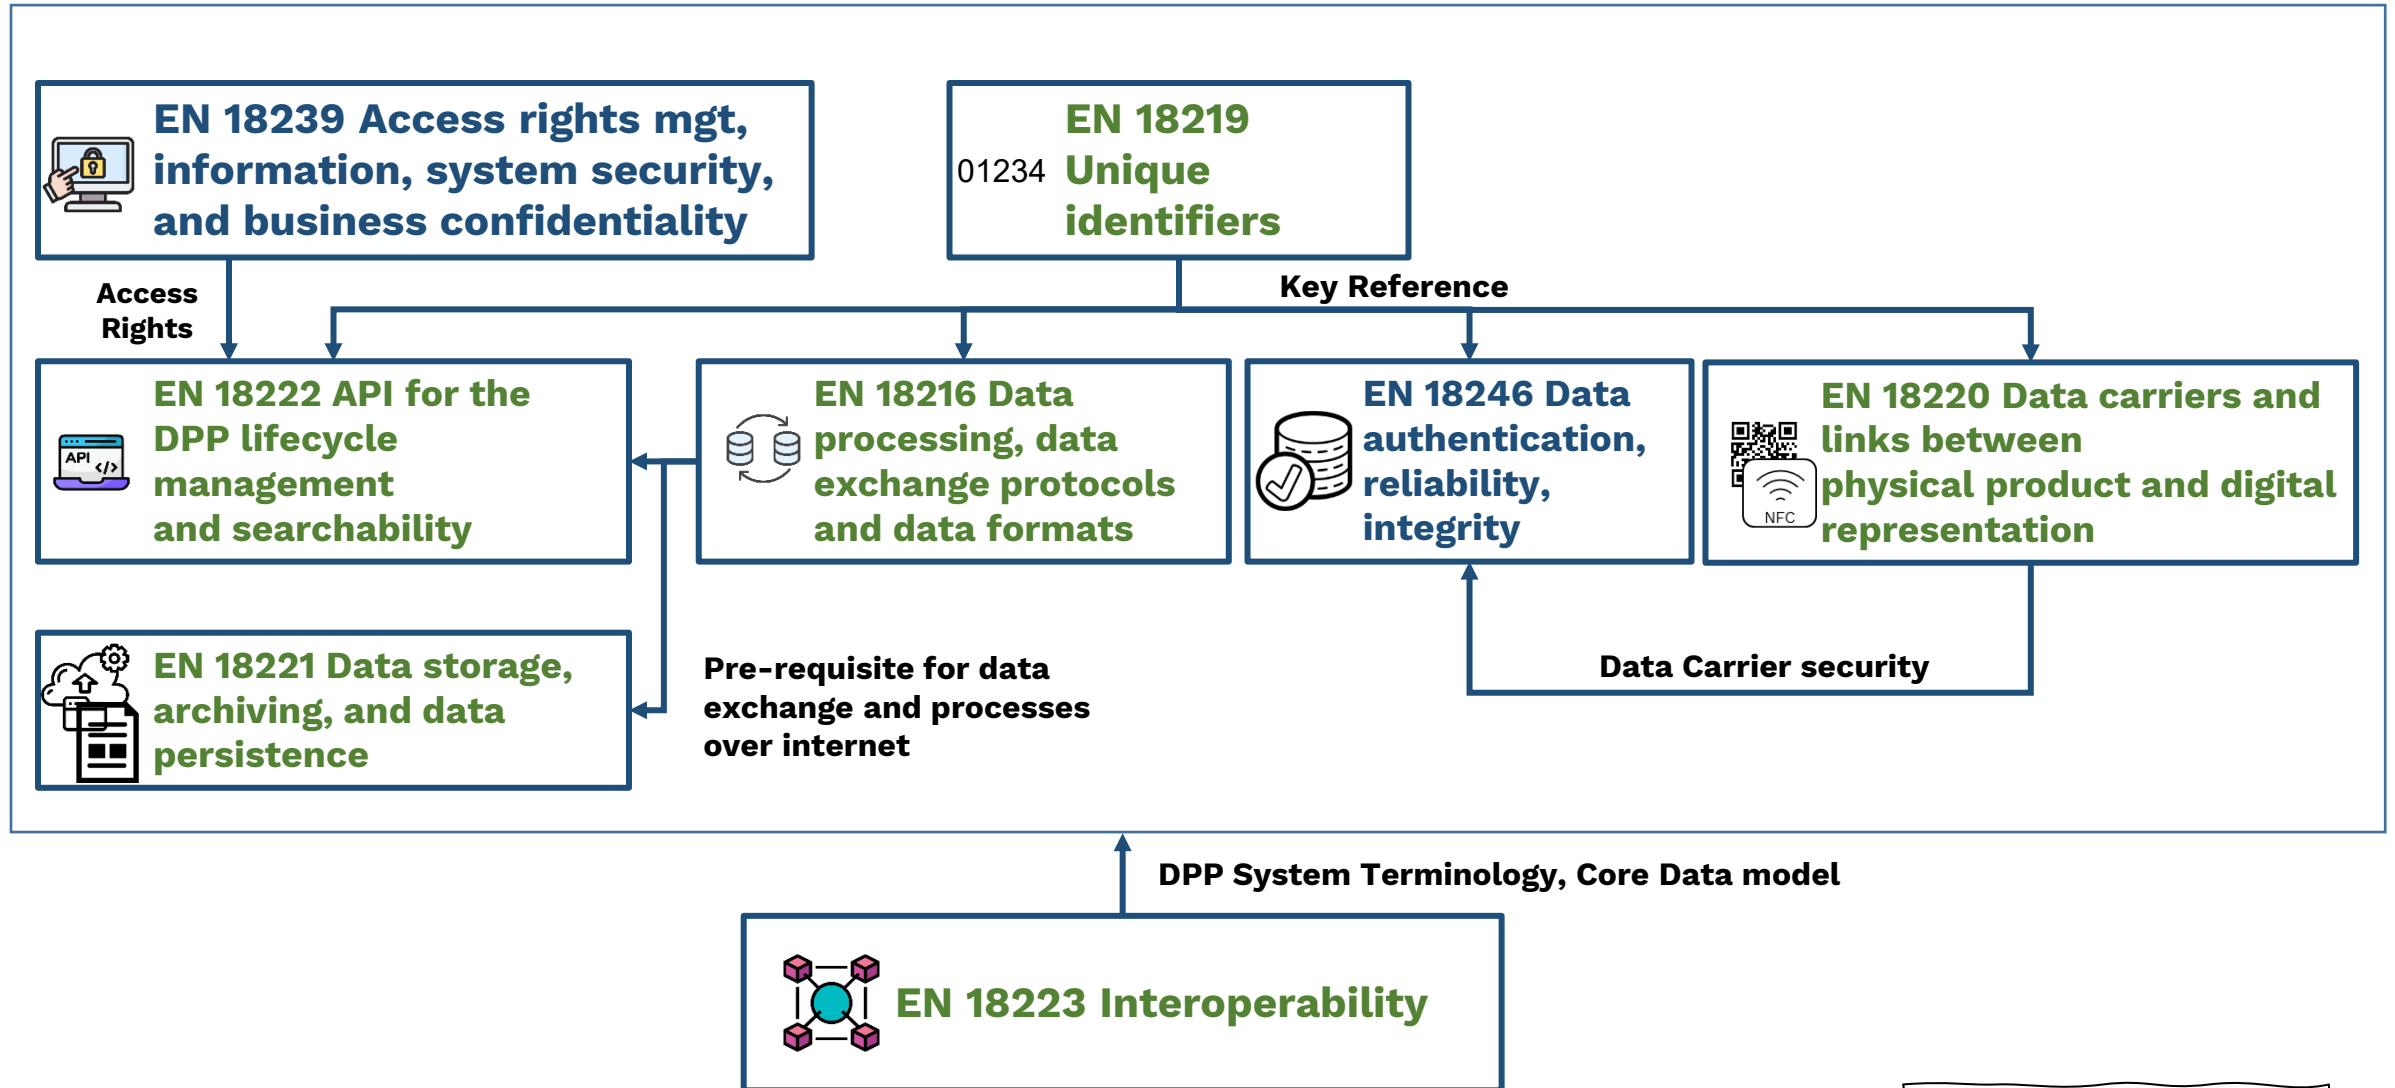 EN 18239 Access rights mgt,
information, system security,
and business confidentiality
01234
EN 18219
Unique
identifiers
Access
Rights
Key Reference
EN 18222 API for the
DPP lifecycle
management
and searchability
API
</>
EN 18216 Data
processing, data
exchange protocols
and data formats
EN 18246 Data
authentication,
reliability,
integrity
EN 18220 Data carriers and
links between
physical product and digital
representation
NFC
EN 18221 Data storage,
archiving, and data
persistence
Pre-requisite for data
exchange and processes
over internet
Data Carrier security
DPP System Terminology, Core Data model
EN 18223 Interoperability